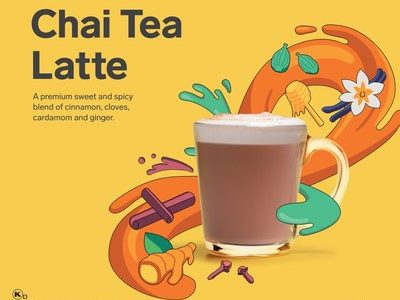 Chai Tea
Latte
A premium sweet and spicy
blend of cinnamon, cloves,
cardamom and ginger.
K D